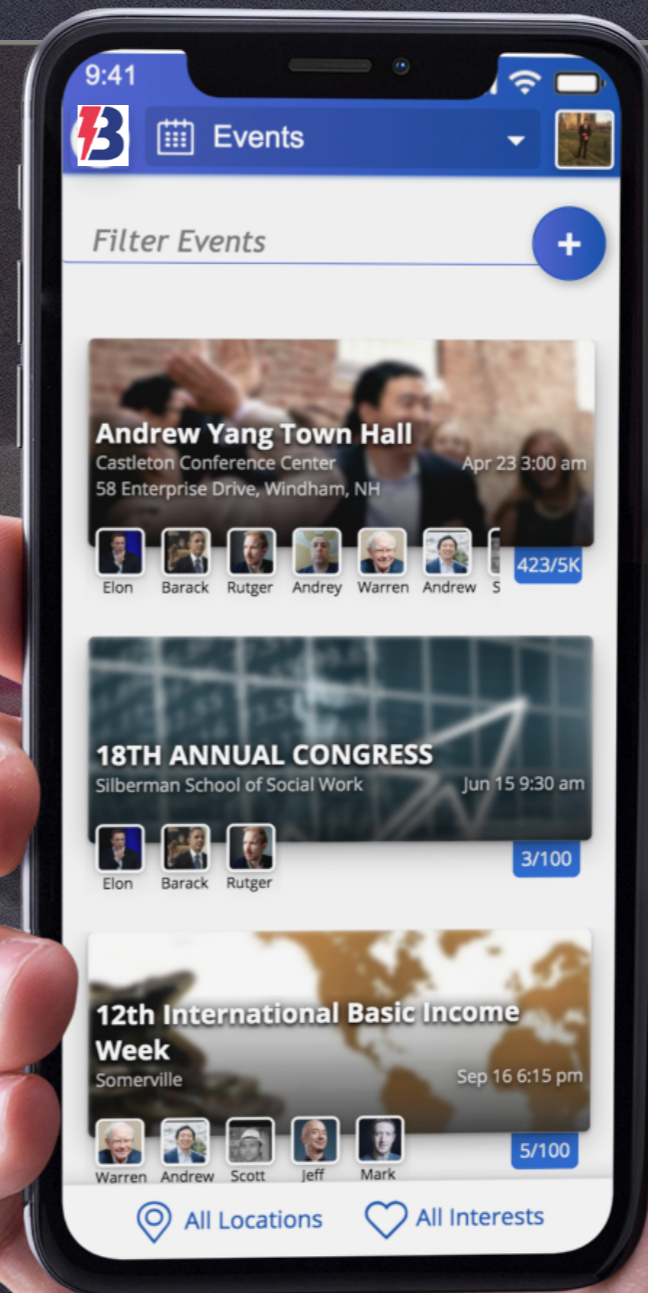 9:41
B
Events
Filter Events
+
Andrew Yang Town Hall
Castleton Conference Center
Apr 23 3:00 am
58 Enterprise Drive, Windham, NH
423/5K
Elon Barack Rutger Andrey Warren Andrew S
18TH ANNUAL CONGRESS
Silberman School of Social Work
Jun 15 9:30 am
3/100
Elon Barack Rutger
12th International Basic Income
Week
Somerville
Sep 16 6:15 pm
5/100
Warren Andrew Scott Jeff Mark
All Locations
All Interests